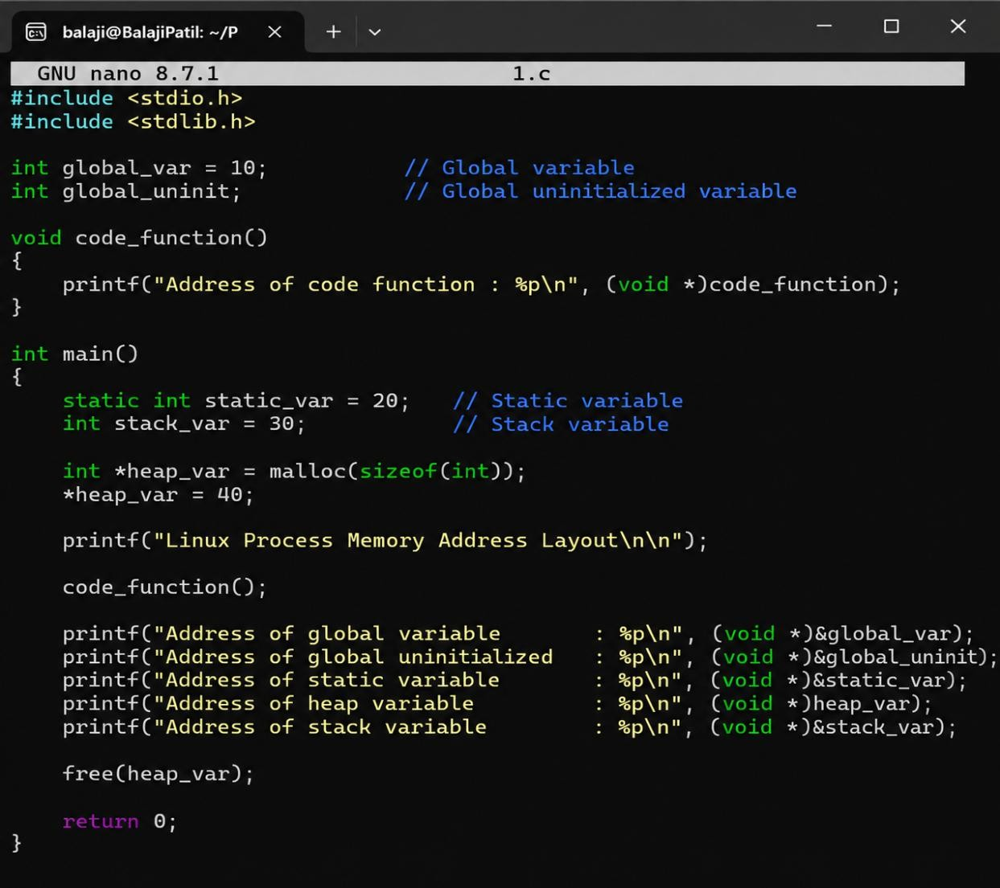 balaji@BalajiPatil: ~/P
GNU nano 8.7.1 1.c
#include <stdio.h>
#include <stdlib.h>

int global_var = 10; // Global variable
int global_uninit; // Global uninitialized variable

void code_function()
{
    printf("Address of code function : %p\n", (void *)code_function);
}

int main()
{
    static int static_var = 20; // Static variable
    int stack_var = 30; // Stack variable

    int *heap_var = malloc(sizeof(int));
    *heap_var = 40;

    printf("Linux Process Memory Address Layout\n\n");

    code_function();

    printf("Address of global variable        : %p\n", (void *)&global_var);
    printf("Address of global uninitialized   : %p\n", (void *)&global_uninit);
    printf("Address of static variable        : %p\n", (void *)&static_var);
    printf("Address of heap variable          : %p\n", (void *)heap_var);
    printf("Address of stack variable         : %p\n", (void *)&stack_var);

    free(heap_var);

    return 0;
}